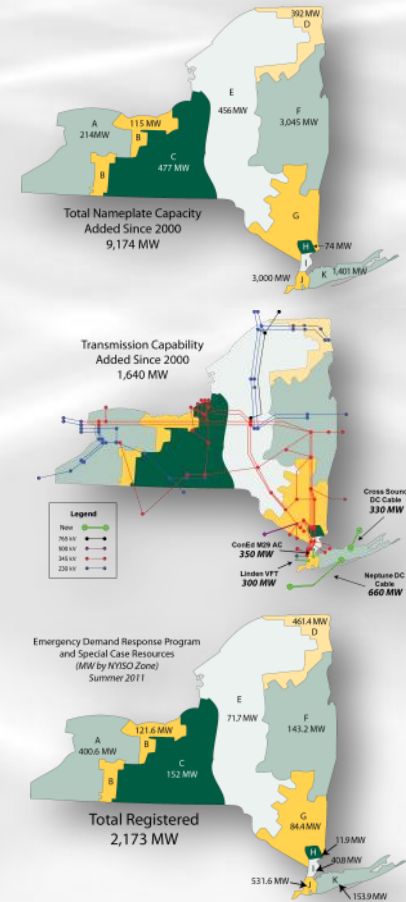 392 MW
D
E
456 MW
A
214MW
115 MW
B
F
3,045 MW
C
477 MW
B
Total Nameplate Capacity
Added Since 2000
9,174 MW
G
H
74 MW
I
3,000 MW
J
K
1,401 MW
Transmission Capability
Added Since 2000
1,640 MW
Legend
New
765 kV
500 kV
345 kV
230 kV
Cross Sound
DC Cable
330 MW
ConEd M29 AC
350 MW
Linden VFT
300 MW
Neptune DC
Cable
660 MW
461.4 MW
D
Emergency Demand Response Program
and Special Case Resources
(MW by NYISO Zone)
Summer 2011
E
71.7 MW
A
400.6 MW
121.6 MW
B
F
143.2 MW
C
152 MW
B
Total Registered
2,173 MW
G
84.4 MW
H
11.9 MW
I
40.8 MW
531.6 MW
J
K
153.9 MW